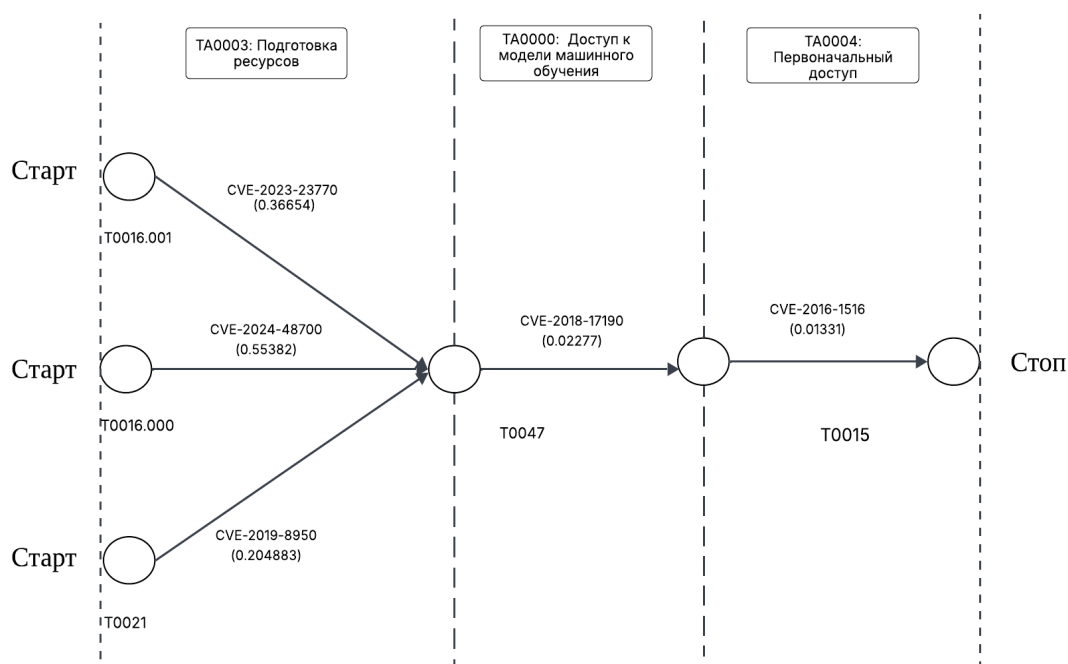 TA0003: Подготовка
ресурсов
TA0000: Доступ к
модели машинного
обучения
TA0004:
Первоначальный
доступ
Старт
CVE-2023-23770
(0.36654)
T0016.001
Старт
CVE-2024-48700
(0.55382)
T0016.000
CVE-2018-17190
(0.02277)
T0047
CVE-2016-1516
(0.01331)
T0015
Стоп
Старт
CVE-2019-8950
(0.204883)
T0021